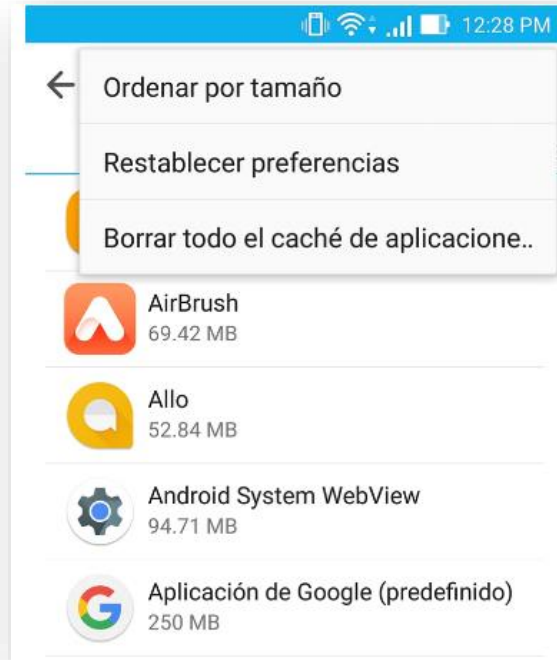 12:28 PM
Ordenar por tamaño
Restablecer preferencias
Borrar todo el caché de aplicacione..
AirBrush
69.42 MB
Allo
52.84 MB
Android System WebView
94.71 MB
Aplicación de Google (predefinido)
250 MB